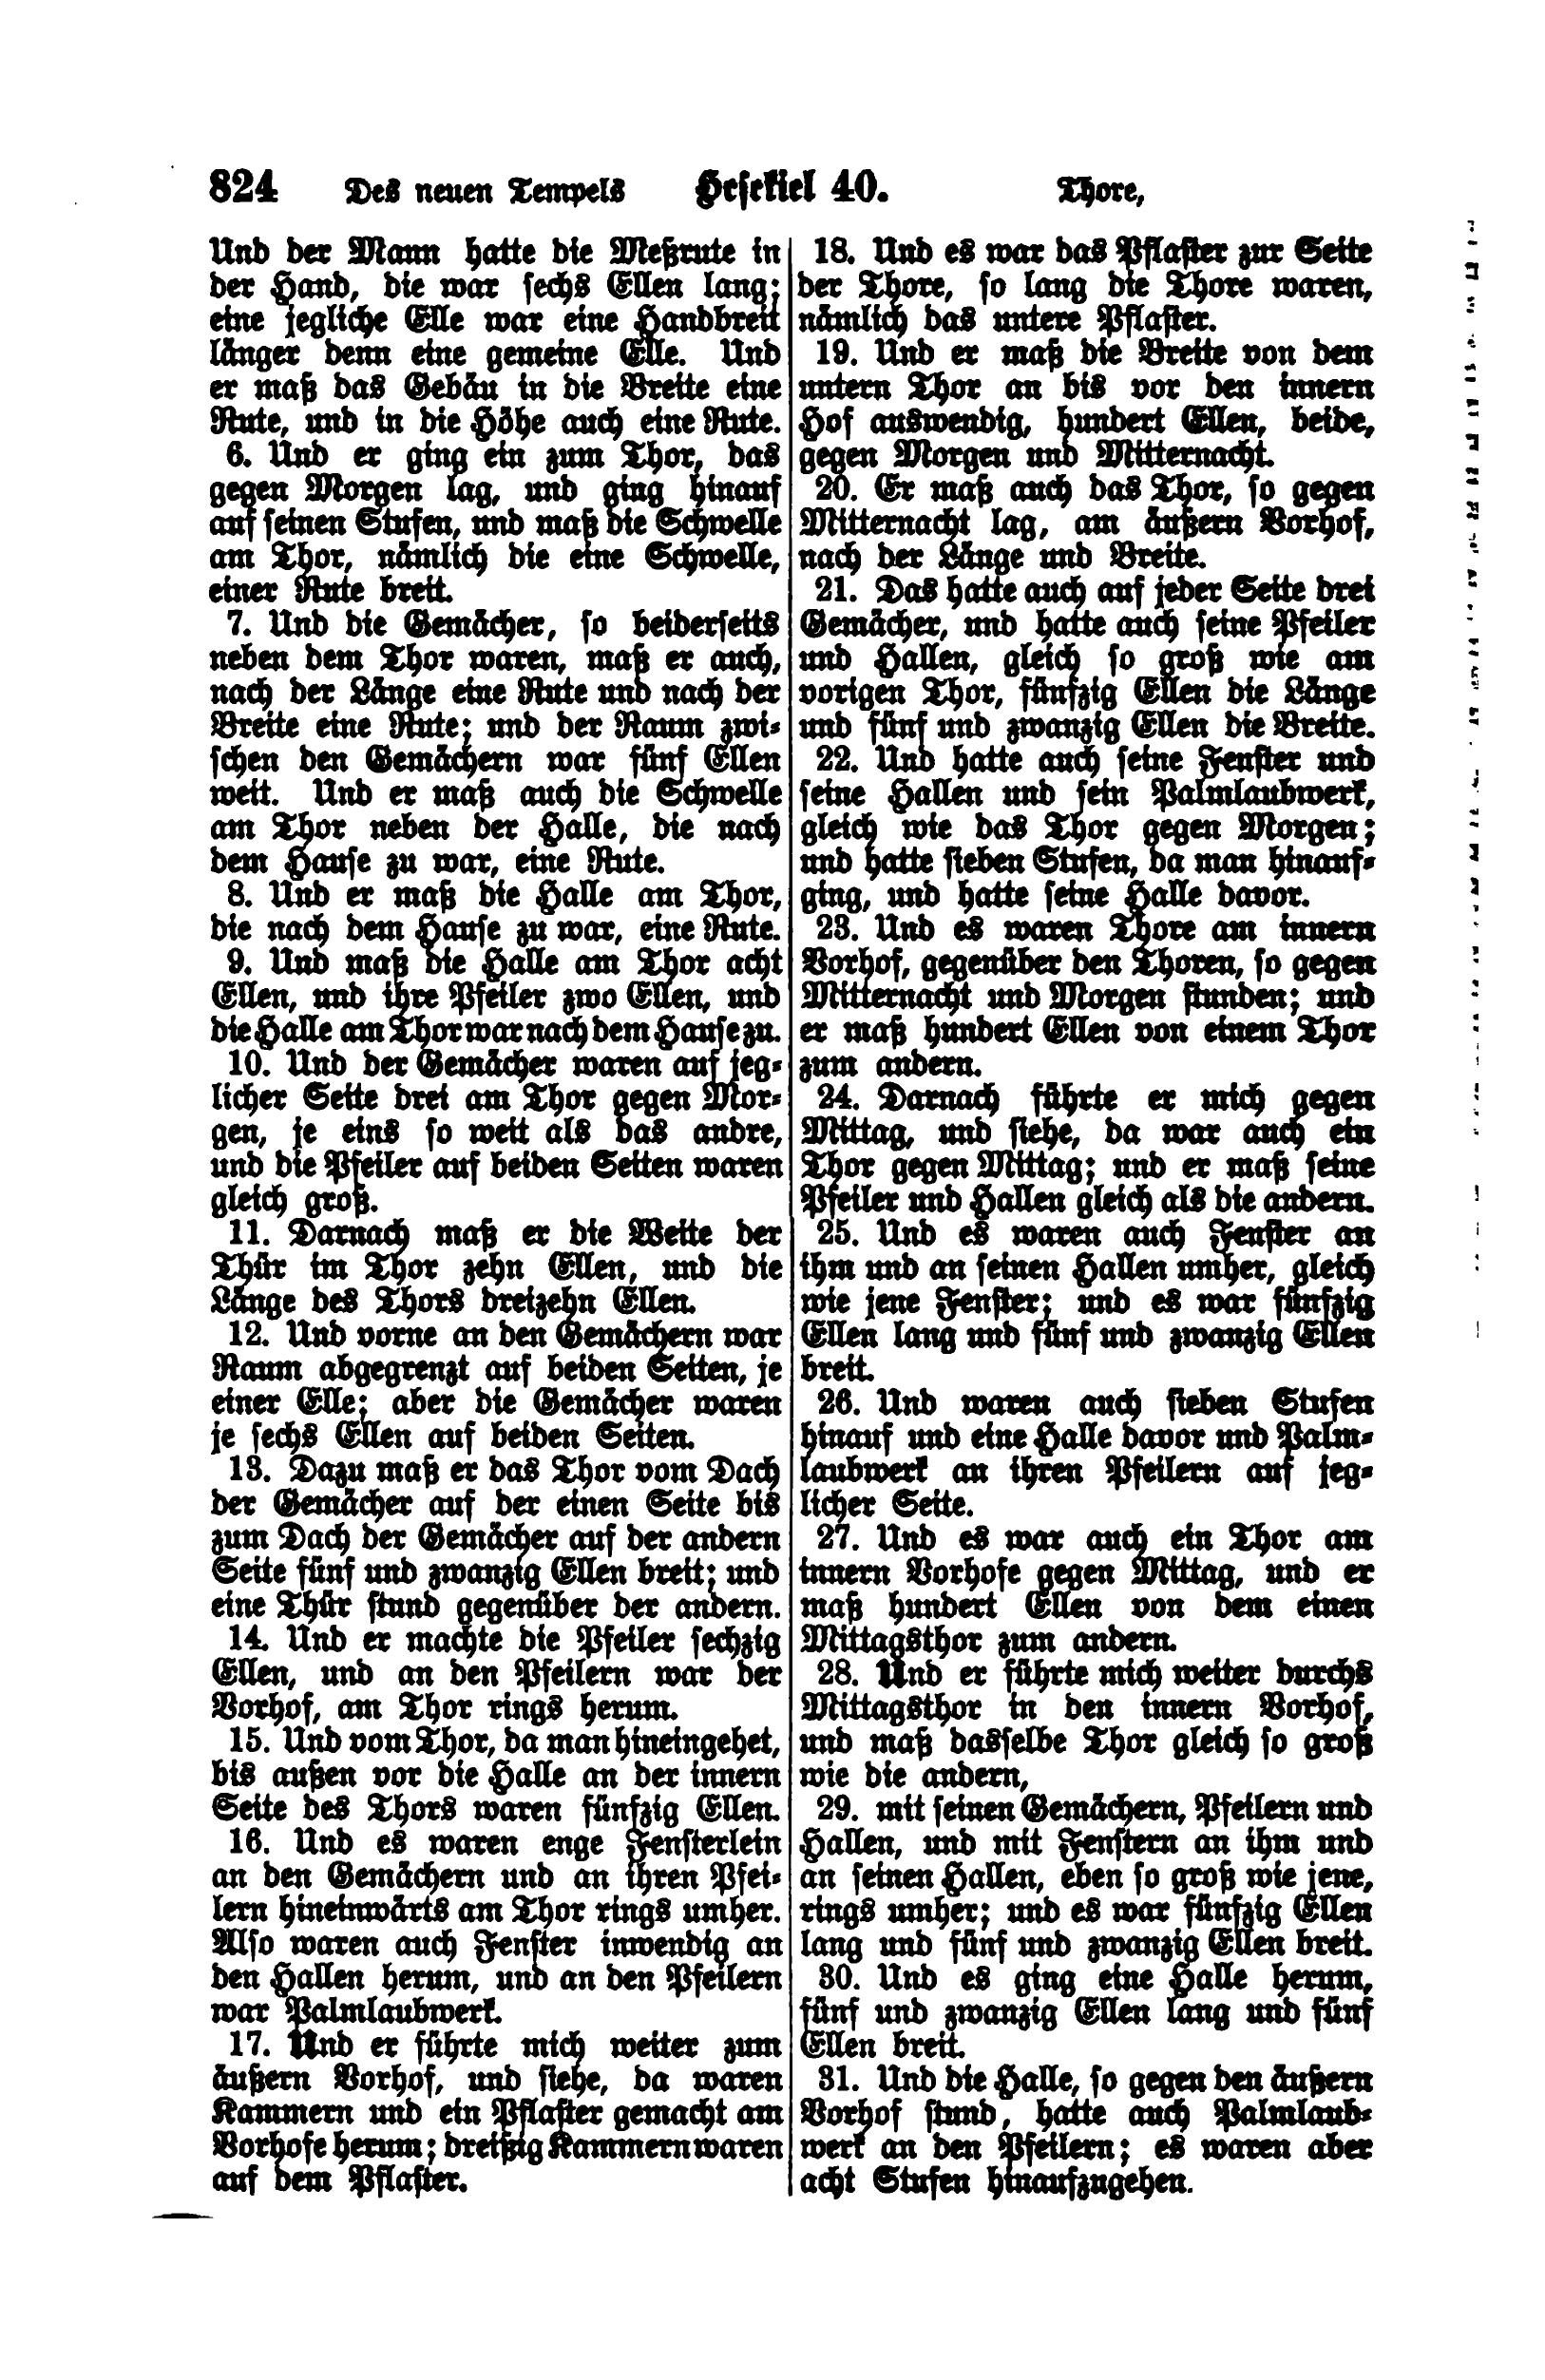 824 Des neuen Tempels Hesekiel 40. Thore,
Und der Mann hatte die Meßrute in
der Hand, die war sechs Ellen lang;
eine jegliche Elle war eine Handbreit
länger denn eine gemeine Elle. Und
er maß das Gebäu in die Breite eine
Rute, und in die Höhe auch eine Rute.
6. Und er ging ein zum Thor, das
gegen Morgen lag, und ging hinauf
auf seinen Stufen, und maß die Schwelle
am Thor, nämlich die eine Schwelle,
einer Rute breit.
7. Und die Gemächer, so beiderseits
neben dem Thor waren, maß er auch,
nach der Länge eine Rute und nach der
Breite eine Rute; und der Raum zwi-
schen den Gemächern war fünf Ellen
weit. Und er maß auch die Schwelle
am Thor neben der Halle, die nach
dem Hause zu war, eine Rute.
8. Und er maß die Halle am Thor,
die nach dem Hause zu war, eine Rute.
9. Und maß die Halle am Thor acht
Ellen, und ihre Pfeiler zwo Ellen, und
die Halle am Thor war nach dem Hause zu.
10. Und der Gemächer waren auf jeg-
licher Seite drei am Thor gegen Mor-
gen, je eins so weit als das andre,
und die Pfeiler auf beiden Seiten waren
gleich groß.
11. Darnach maß er die Weite der
Thür im Thor zehn Ellen, und die
Länge des Thors dreizehn Ellen.
12. Und vorne an den Gemächern war
Raum abgegrenzt auf beiden Seiten, je
einer Elle; aber die Gemächer waren
je sechs Ellen auf beiden Seiten.
13. Dazu maß er das Thor vom Dach
der Gemächer auf der einen Seite bis
zum Dach der Gemächer auf der andern
Seite fünf und zwanzig Ellen breit; und
eine Thür stund gegenüber der andern.
14. Und er machte die Pfeiler sechzig
Ellen, und an den Pfeilern war der
Vorhof, am Thor rings herum.
15. Und vom Thor, da man hineingehet,
bis außen vor die Halle an der innern
Seite des Thors waren fünfzig Ellen.
16. Und es waren enge Fensterlein
an den Gemächern und an ihren Pfei-
lern hineinwärts am Thor rings umher.
Also waren auch Fenster inwendig an
den Hallen herum, und an den Pfeilern
war Palmlaubwerk.
17. Und er führte mich weiter zum
äußern Vorhof, und siehe, da waren
Kammern und ein Pflaster gemacht am
Vorhofe herum; dreißig Kammern waren
auf dem Pflaster.
18. Und es war das Pflaster zur Seite
der Thore, so lang die Thore waren,
nämlich das untere Pflaster.
19. Und er maß die Breite von dem
untern Thor an bis vor den innern
Hof auswendig, hundert Ellen, beide,
gegen Morgen und Mitternacht.
20. Er maß auch das Thor, so gegen
Mitternacht lag, am äußern Vorhof,
nach der Länge und Breite.
21. Das hatte auch auf jeder Seite drei
Gemächer, und hatte auch seine Pfeiler
und Hallen, gleich so groß wie am
vorigen Thor, fünfzig Ellen die Länge
und fünf und zwanzig Ellen die Breite.
22. Und hatte auch seine Fenster und
seine Hallen und sein Palmlaubwerk,
gleich wie das Thor gegen Morgen;
und hatte sieben Stufen, da man hinauf-
ging, und hatte seine Halle davor.
23. Und es waren Thore am innern
Vorhof, gegenüber den Thoren, so gegen
Mitternacht und Morgen stunden; und
er maß hundert Ellen von einem Thor
zum andern.
24. Darnach führte er mich gegen
Mittag, und siehe, da war auch ein
Thor gegen Mittag; und er maß seine
Pfeiler und Hallen gleich als die andern.
25. Und es waren auch Fenster an
ihm und an seinen Hallen umher, gleich
wie jene Fenster; und es war fünfzig
Ellen lang und fünf und zwanzig Ellen
breit.
26. Und waren auch sieben Stufen
hinauf und eine Halle davor und Palm-
laubwerk an ihren Pfeilern auf jeg-
licher Seite.
27. Und es war auch ein Thor am
innern Vorhofe gegen Mittag, und er
maß hundert Ellen von dem einen
Mittagsthor zum andern.
28. Und er führte mich weiter durchs
Mittagsthor in den innern Vorhof,
und maß dasselbe Thor gleich so groß
wie die andern,
29. mit seinen Gemächern, Pfeilern und
Hallen, und mit Fenstern an ihm und
an seinen Hallen, eben so groß wie jene,
rings umher; und es war fünfzig Ellen
lang und fünf und zwanzig Ellen breit.
30. Und es ging eine Halle herum,
fünf und zwanzig Ellen lang und fünf
Ellen breit.
31. Und die Halle, so gegen den äußern
Vorhof stund, hatte auch Palmlaub-
werk an den Pfeilern; es waren aber
acht Stufen hinaufzugehen.